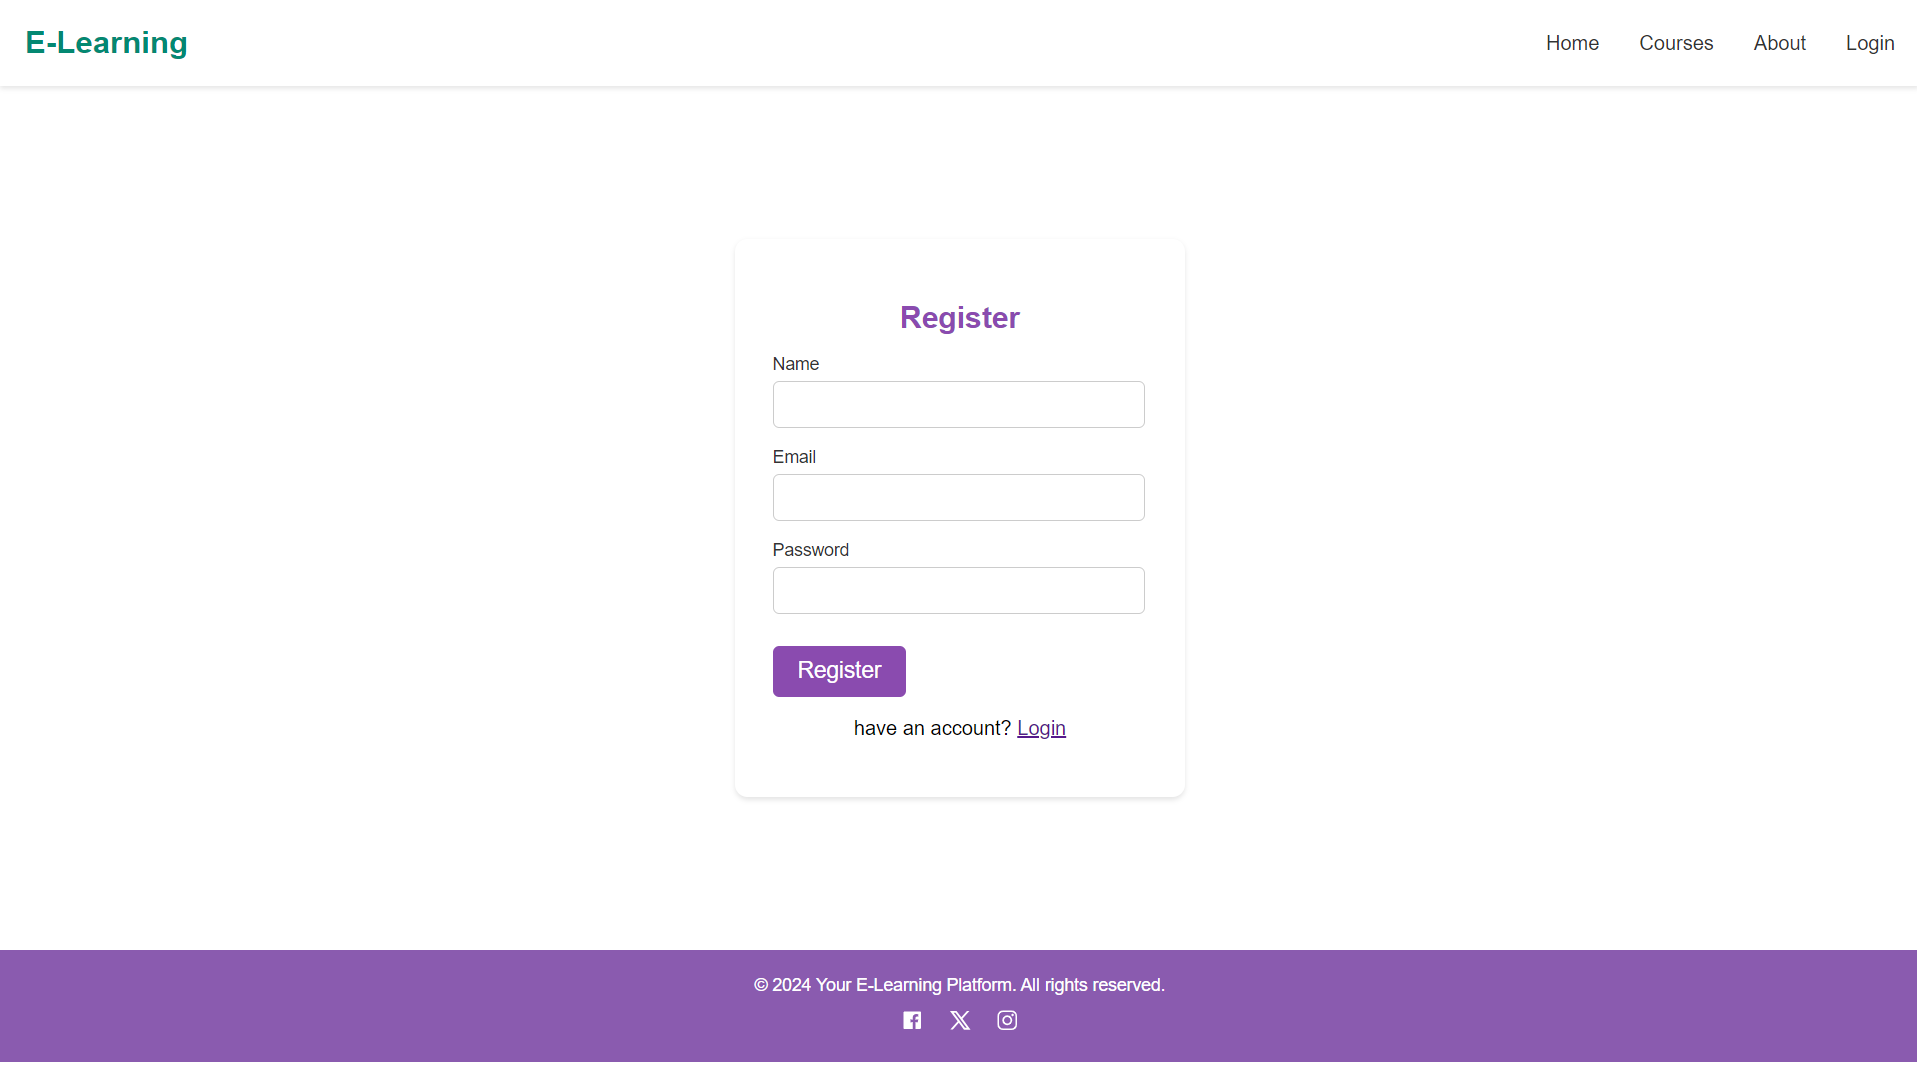 E-Learning
Home Courses About Login
Register
Name
Email
Password
Register
have an account? Login
© 2024 Your E-Learning Platform. All rights reserved.